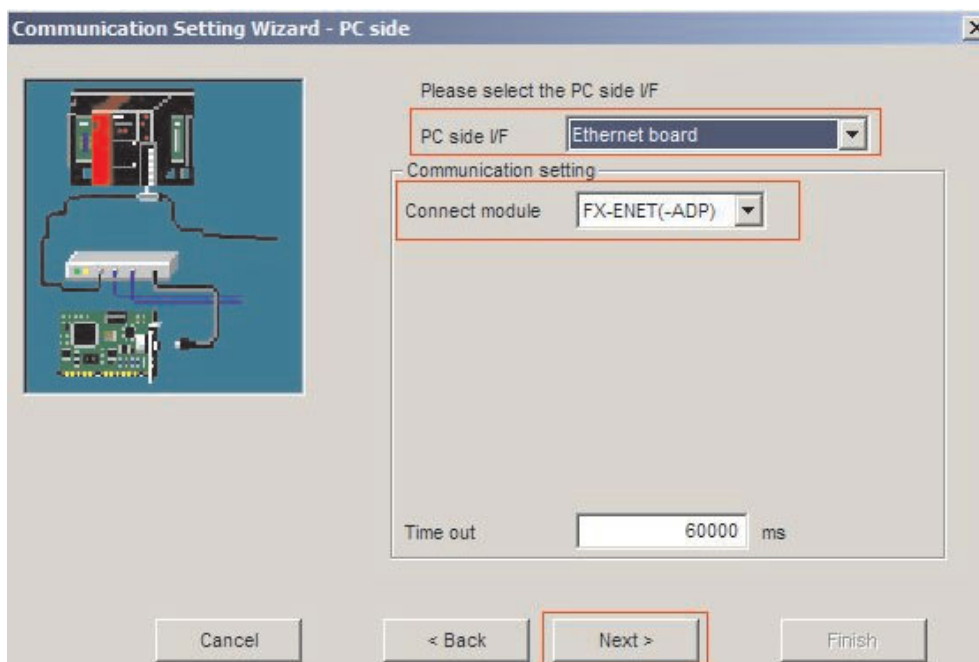 Communication Setting Wizard - PC side
Please select the PC side I/F
PC side I/F Ethernet board
Communication setting
Connect module FX-ENET(-ADP)
Time out 60000 ms
Cancel < Back Next > Finish